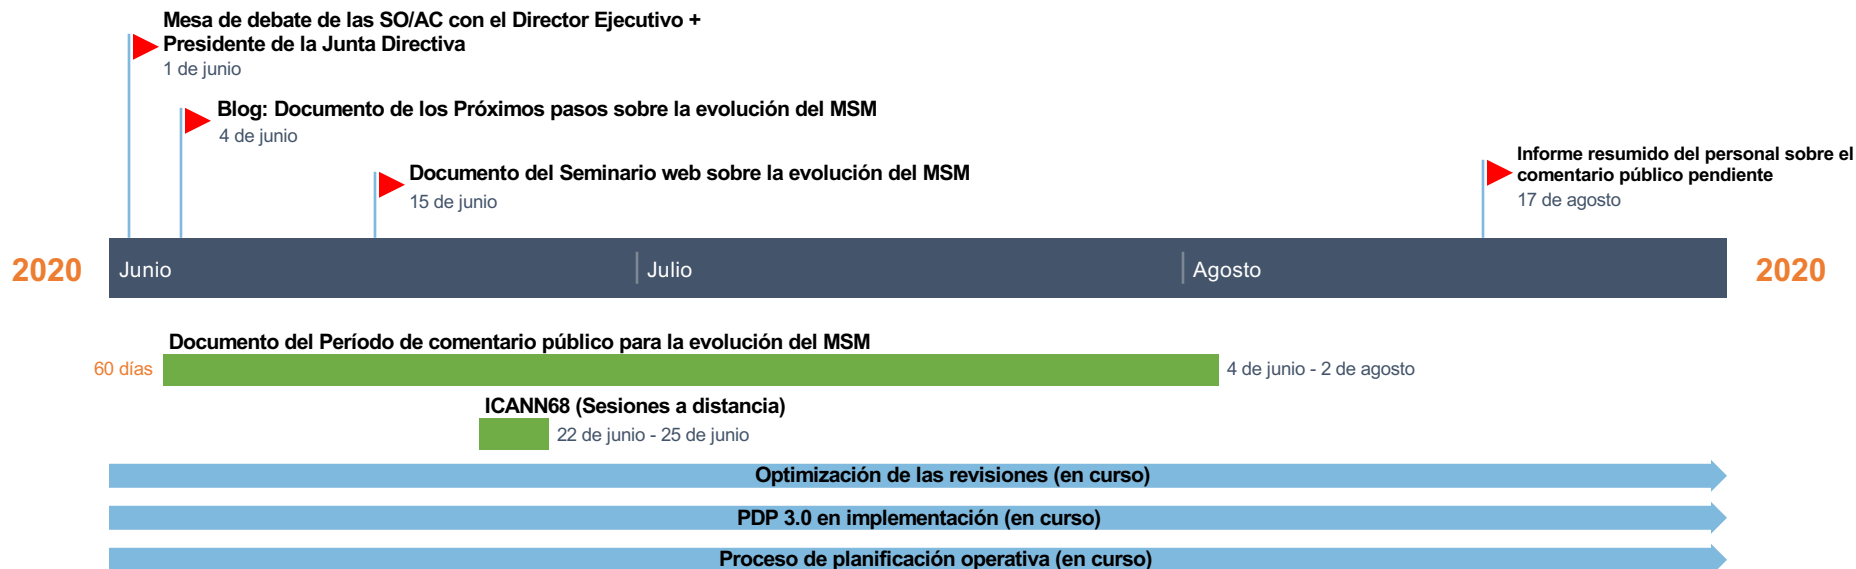 Mesa de debate de las SO/AC con el Director Ejecutivo +
Presidente de la Junta Directiva
1 de junio
Blog: Documento de los Próximos pasos sobre la evolución del MSM
4 de junio
Documento del Seminario web sobre la evolución del MSM
15 de junio
Informe resumido del personal sobre el
comentario público pendiente
17 de agosto
2020
Junio
Julio
Agosto
2020
Documento del Período de comentario público para la evolución del MSM
60 días
4 de junio - 2 de agosto
ICANN68 (Sesiones a distancia)
22 de junio - 25 de junio
Optimización de las revisiones (en curso)
PDP 3.0 en implementación (en curso)
Proceso de planificación operativa (en curso)